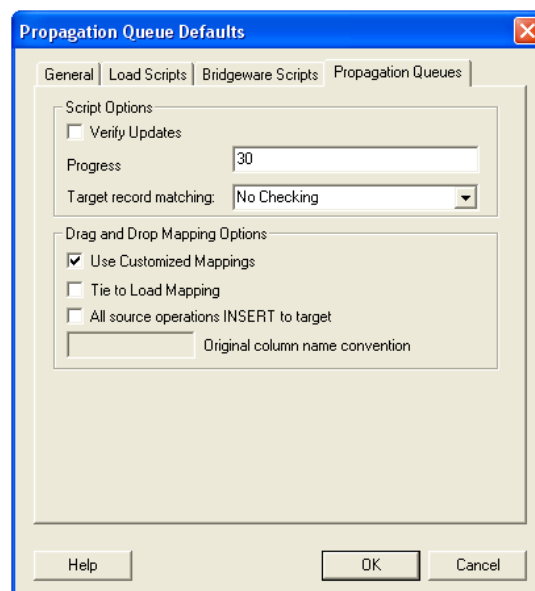 Propagation Queue Defaults
General Load Scripts Bridgeware Scripts Propagation Queues
Script Options
Verify Updates
Progress 30
Target record matching: No Checking
Drag and Drop Mapping Options
Use Customized Mappings
Tie to Load Mapping
All source operations INSERT to target
Original column name convention
Help OK Cancel